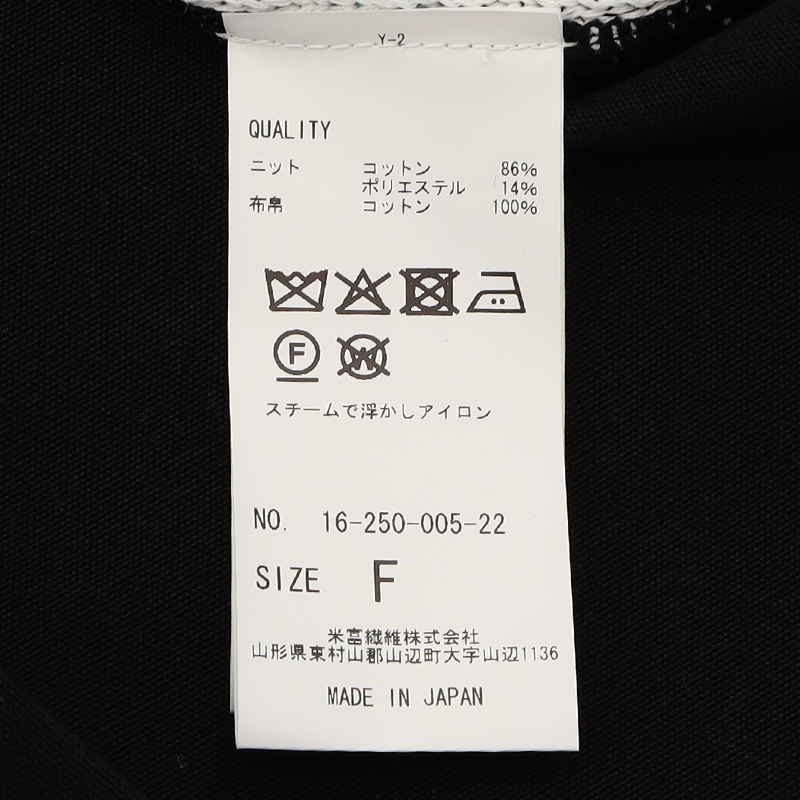 Y-2
QUALITY
ニット コットン 86%
ポリエステル 14%
布帛 コットン 100%
F W
スチームで浮かしアイロン
NO. 16-250-005-22
SIZE F
米富繊維株式会社
山形県東村山郡山辺町大字山辺1136
MADE IN JAPAN